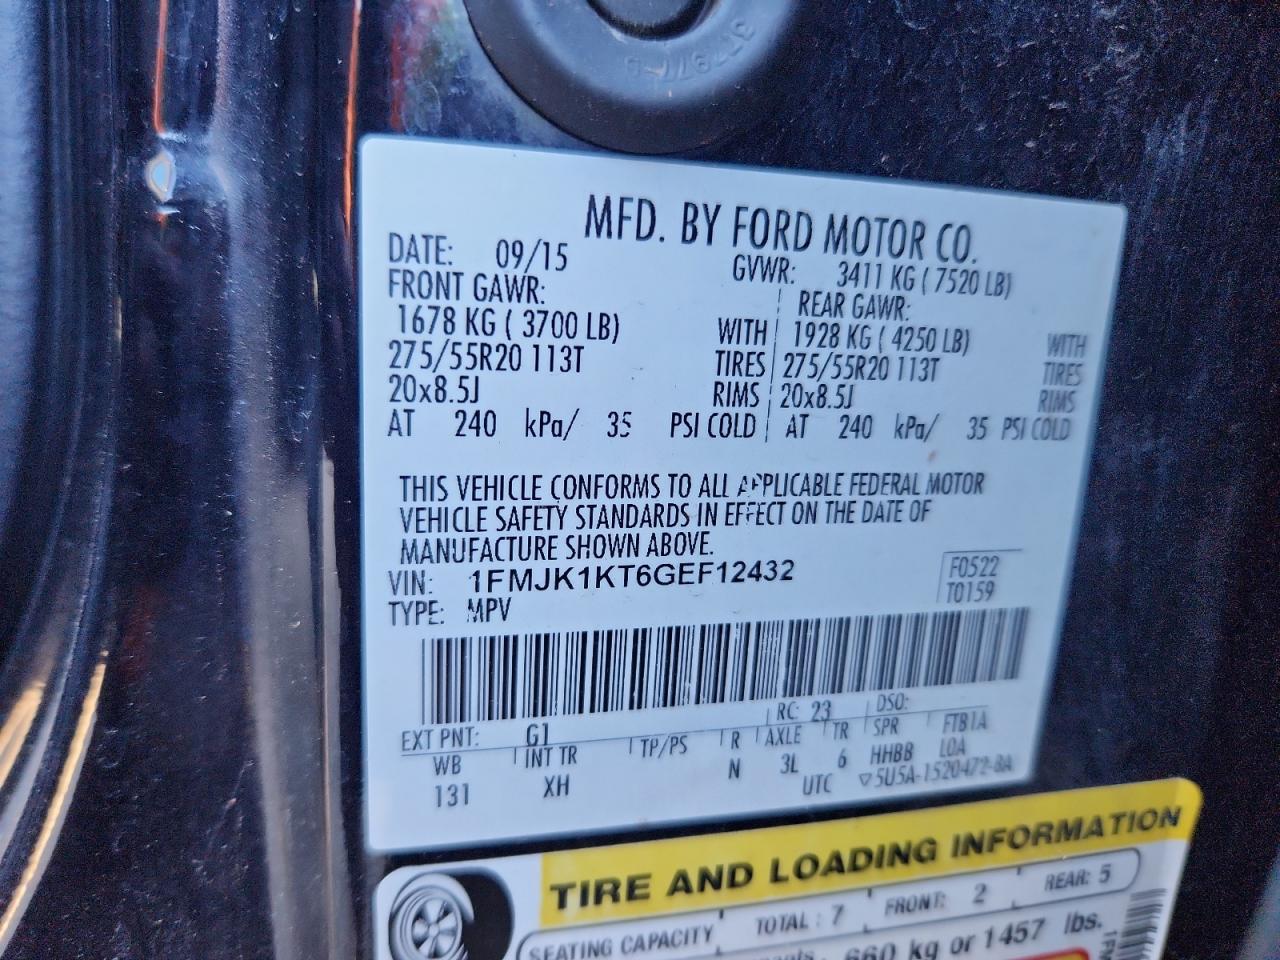 MFD. BY FORD MOTOR CO.
DATE: 09/15 GVWR: 3411 KG ( 7520 LB)
FRONT GAWR: REAR GAWR:
1678 KG ( 3700 LB) WITH 1928 KG ( 4250 LB) WITH
275/55R20 113T TIRES 275/55R20 113T TIRES
20x8.5J RIMS 20x8.5J RIMS
AT 240 kPa/ 35 PSI COLD AT 240 kPa/ 35 PSI COLD
THIS VEHICLE CONFORMS TO ALL APPLICABLE FEDERAL MOTOR
VEHICLE SAFETY STANDARDS IN EFFECT ON THE DATE OF
MANUFACTURE SHOWN ABOVE.
VIN: 1FMJK1KT6GEF12432 F0522
TYPE: MPV T0159
EXT PNT: G1 RC: 23 DSO:
WB INT TR TP/PS R AXLE TR SPR FTB1A
131 XH N 3L 6 HHBB LOA
UTC ▽5U5A-1520472-BA
TIRE AND LOADING INFORMATION
SEATING CAPACITY TOTAL : 7 FRONT: 2 REAR: 5
660 kg or 1457 lbs.